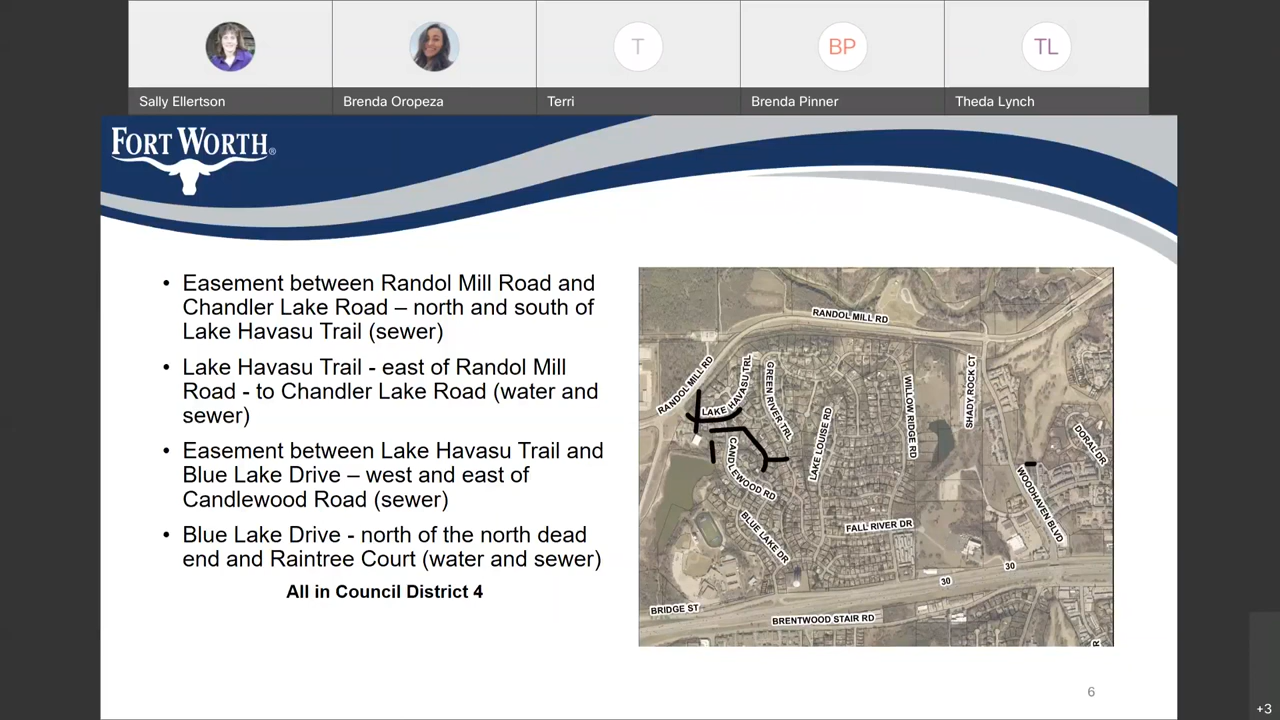 T
BP
TL
Sally Ellertson
Brenda Oropeza
Terri
Brenda Pinner
Theda Lynch
FORT WORTH®
• Easement between Randol Mill Road and
Chandler Lake Road – north and south of
Lake Havasu Trail (sewer)
• Lake Havasu Trail - east of Randol Mill
Road - to Chandler Lake Road (water and
sewer)
• Easement between Lake Havasu Trail and
Blue Lake Drive – west and east of
Candlewood Road (sewer)
• Blue Lake Drive - north of the north dead
end and Raintree Court (water and sewer)
All in Council District 4
RANDOL MILL RD
RANDOL MILL RD
LAKE HAVASU TRL
GREEN RIVER TRL
LAKE LOUISE RD
WILLOW RIDGE RD
SHADY ROCK CT
DORAL DR
CANDLEWOOD RD
WOODHAVEN BLVD
BLUE LAKE DR
FALL RIVER DR
30
30
BRIDGE ST
BRENTWOOD STAIR RD
R
6
+3